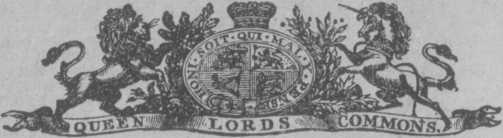 HONI · SOIT · QUI · MAL · Y · PENSE
QUEEN LORDS COMMONS.